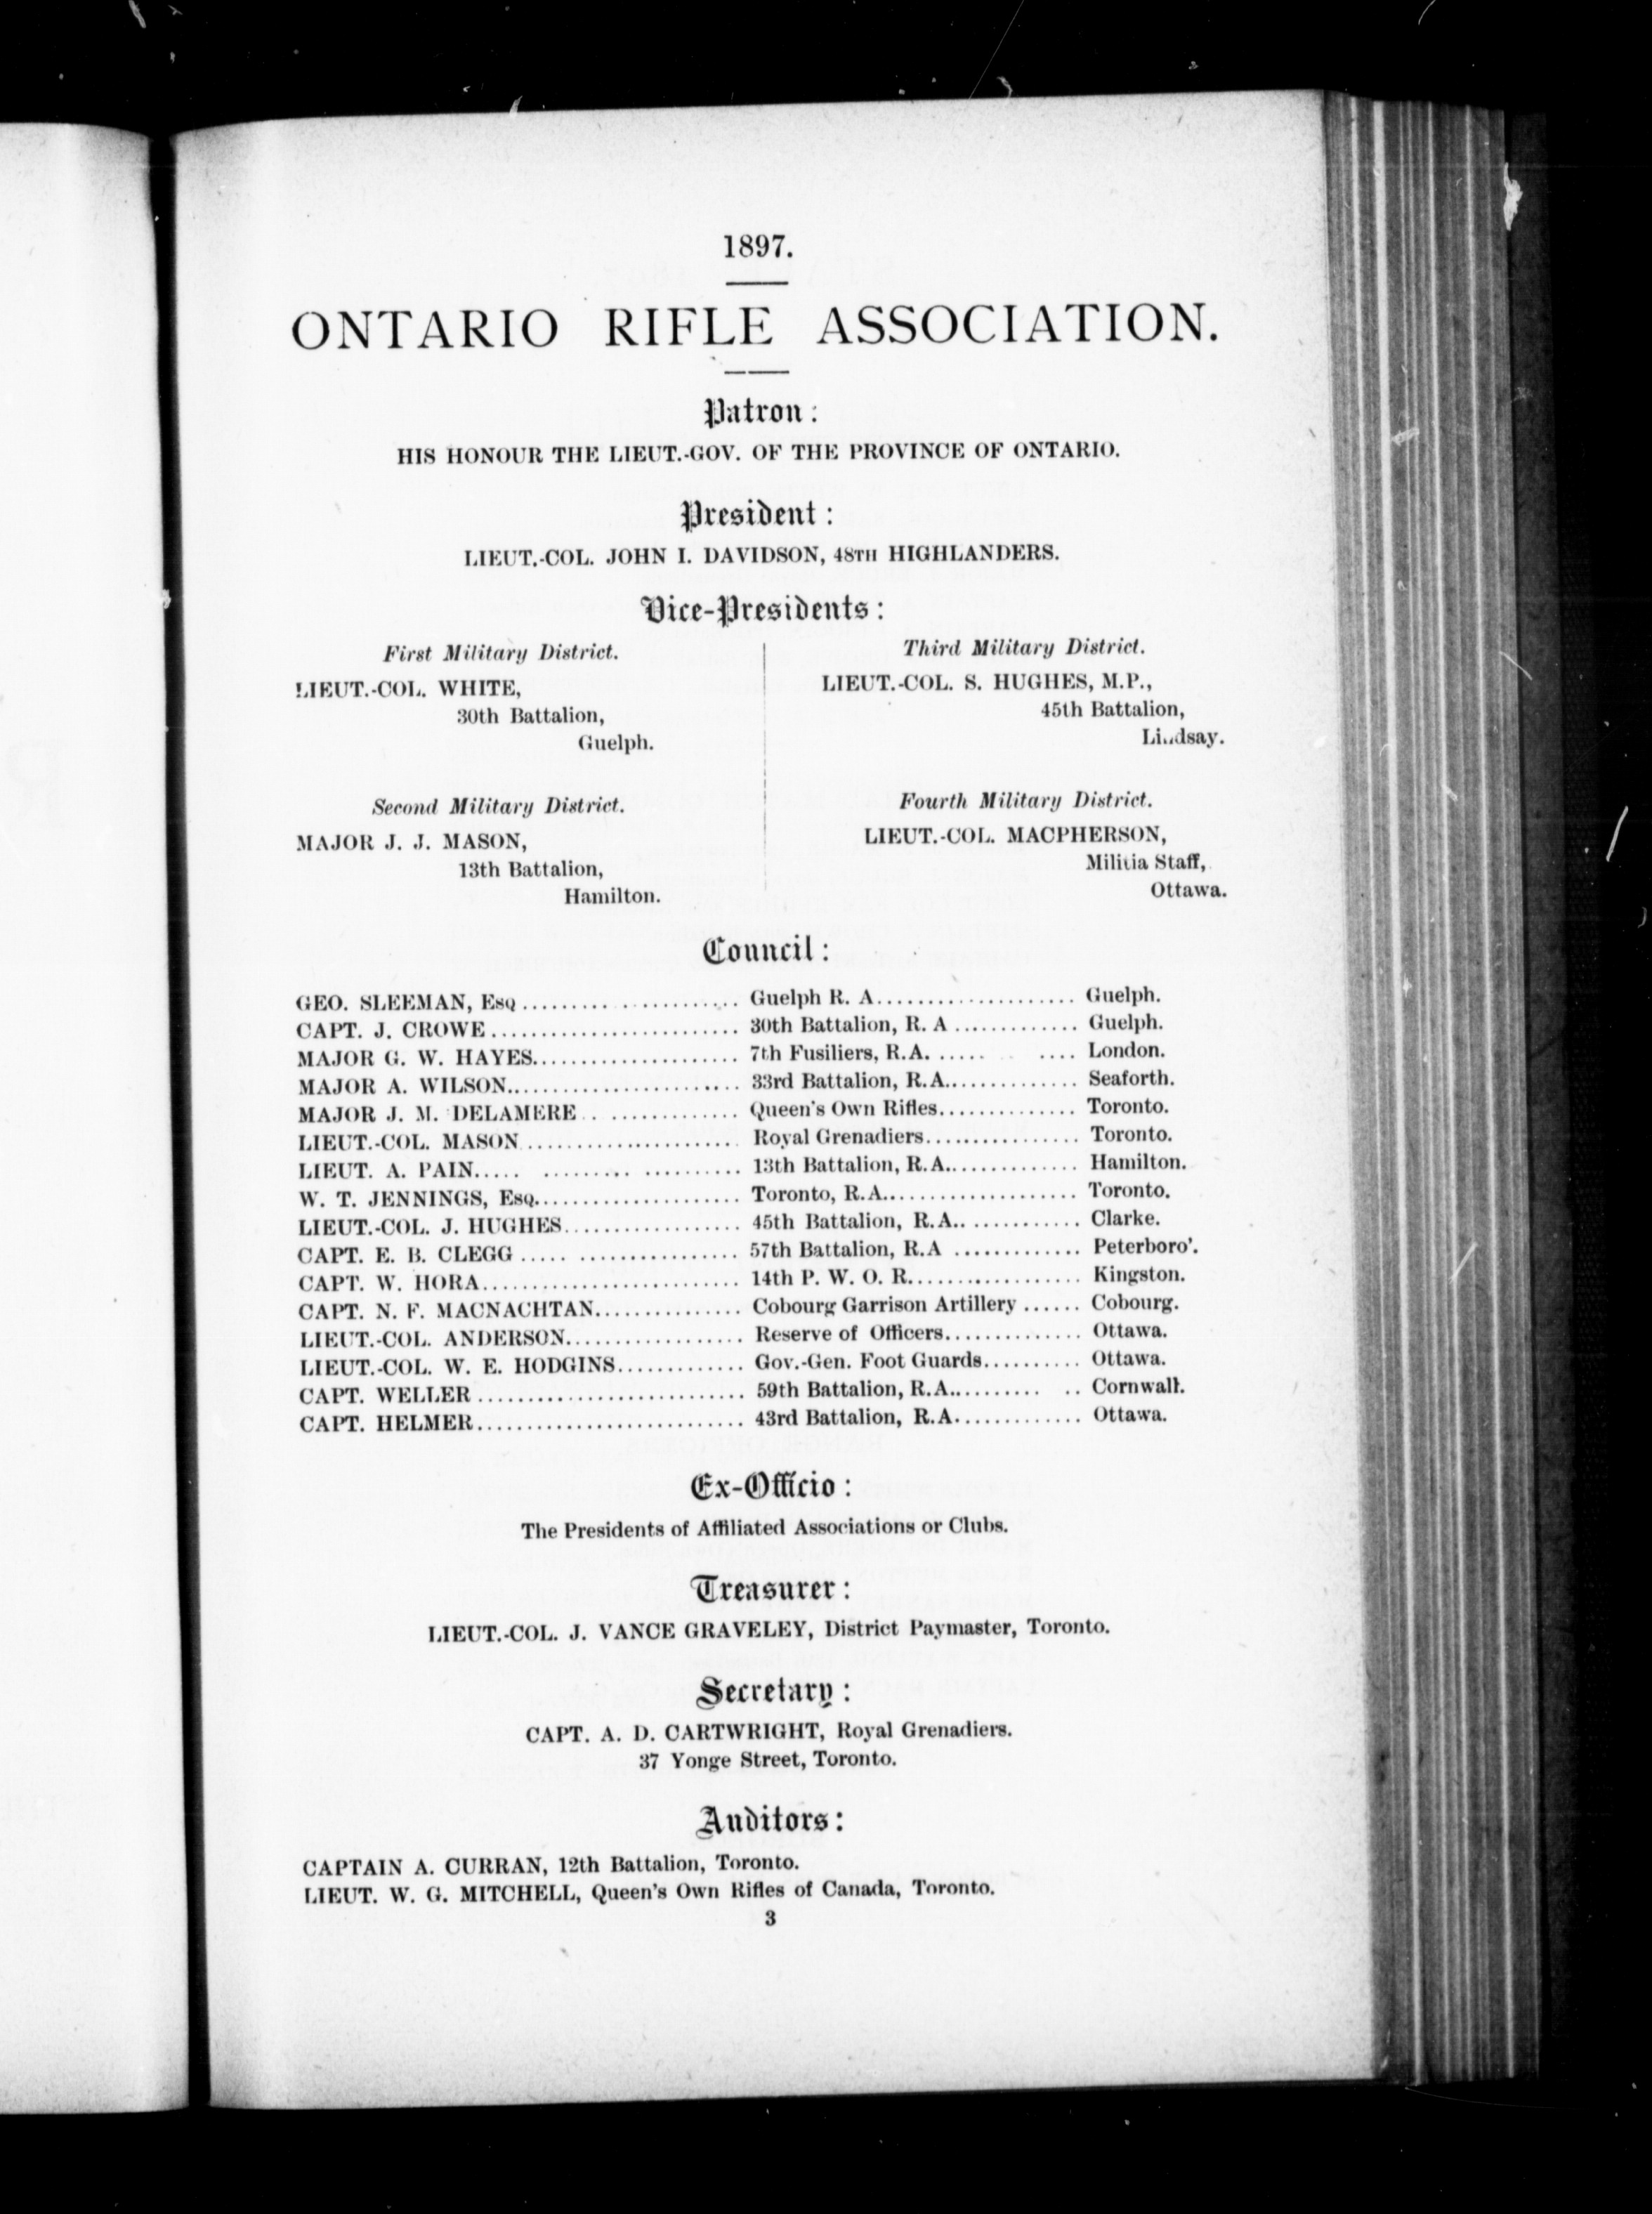 1897.
ONTARIO RIFLE ASSOCIATION.
Patron:
HIS HONOUR THE LIEUT.-GOV. OF THE PROVINCE OF ONTARIO.
President:
LIEUT.-COL. JOHN I. DAVIDSON, 48TH HIGHLANDERS.
Vice-Presidents:
First Military District.
LIEUT.-COL. WHITE,
30th Battalion,
Guelph.
Second Military District.
MAJOR J. J. MASON,
13th Battalion,
Hamilton.
Third Military District.
LIEUT.-COL. S. HUGHES, M.P.,
45th Battalion,
Lindsay.
Fourth Military District.
LIEUT.-COL. MACPHERSON,
Militia Staff,
Ottawa.
Council:
GEO. SLEEMAN, Esq........................ Guelph R. A.................... Guelph.
CAPT. J. CROWE......................... 30th Battalion, R. A ............. Guelph.
MAJOR G. W. HAYES..................... 7th Fusiliers, R.A. ..... .... London.
MAJOR A. WILSON........................ 33rd Battalion, R.A.............. Seaforth.
MAJOR J. M. DELAMERE .. ............. Queen's Own Rifles.............. Toronto.
LIEUT.-COL. MASON ..................... Royal Grenadiers................ Toronto.
LIEUT. A. PAIN..... ......... .......... 13th Battalion, R.A.............. Hamilton.
W. T. JENNINGS, Esq..................... Toronto, R.A.................... Toronto.
LIEUT.-COL. J. HUGHES.................. 45th Battalion, R.A.. ........... Clarke.
CAPT. E. B. CLEGG ..... ................ 57th Battalion, R.A ............. Peterboro'.
CAPT. W. HORA.......................... 14th P. W. O. R.................. Kingston.
CAPT. N. F. MACNACHTAN............... Cobourg Garrison Artillery ...... Cobourg.
LIEUT.-COL. ANDERSON.................. Reserve of Officers.............. Ottawa.
LIEUT.-COL. W. E. HODGINS............. Gov.-Gen. Foot Guards.......... Ottawa.
CAPT. WELLER ........................... 59th Battalion, R.A.......... .. Cornwall.
CAPT. HELMER........................... 43rd Battalion, R.A............. Ottawa.
Ex-Officio:
The Presidents of Affiliated Associations or Clubs.
Treasurer:
LIEUT.-COL. J. VANCE GRAVELEY, District Paymaster, Toronto.
Secretary:
CAPT. A. D. CARTWRIGHT, Royal Grenadiers.
37 Yonge Street, Toronto.
Auditors:
CAPTAIN A. CURRAN, 12th Battalion, Toronto.
LIEUT. W. G. MITCHELL, Queen's Own Rifles of Canada, Toronto.
3